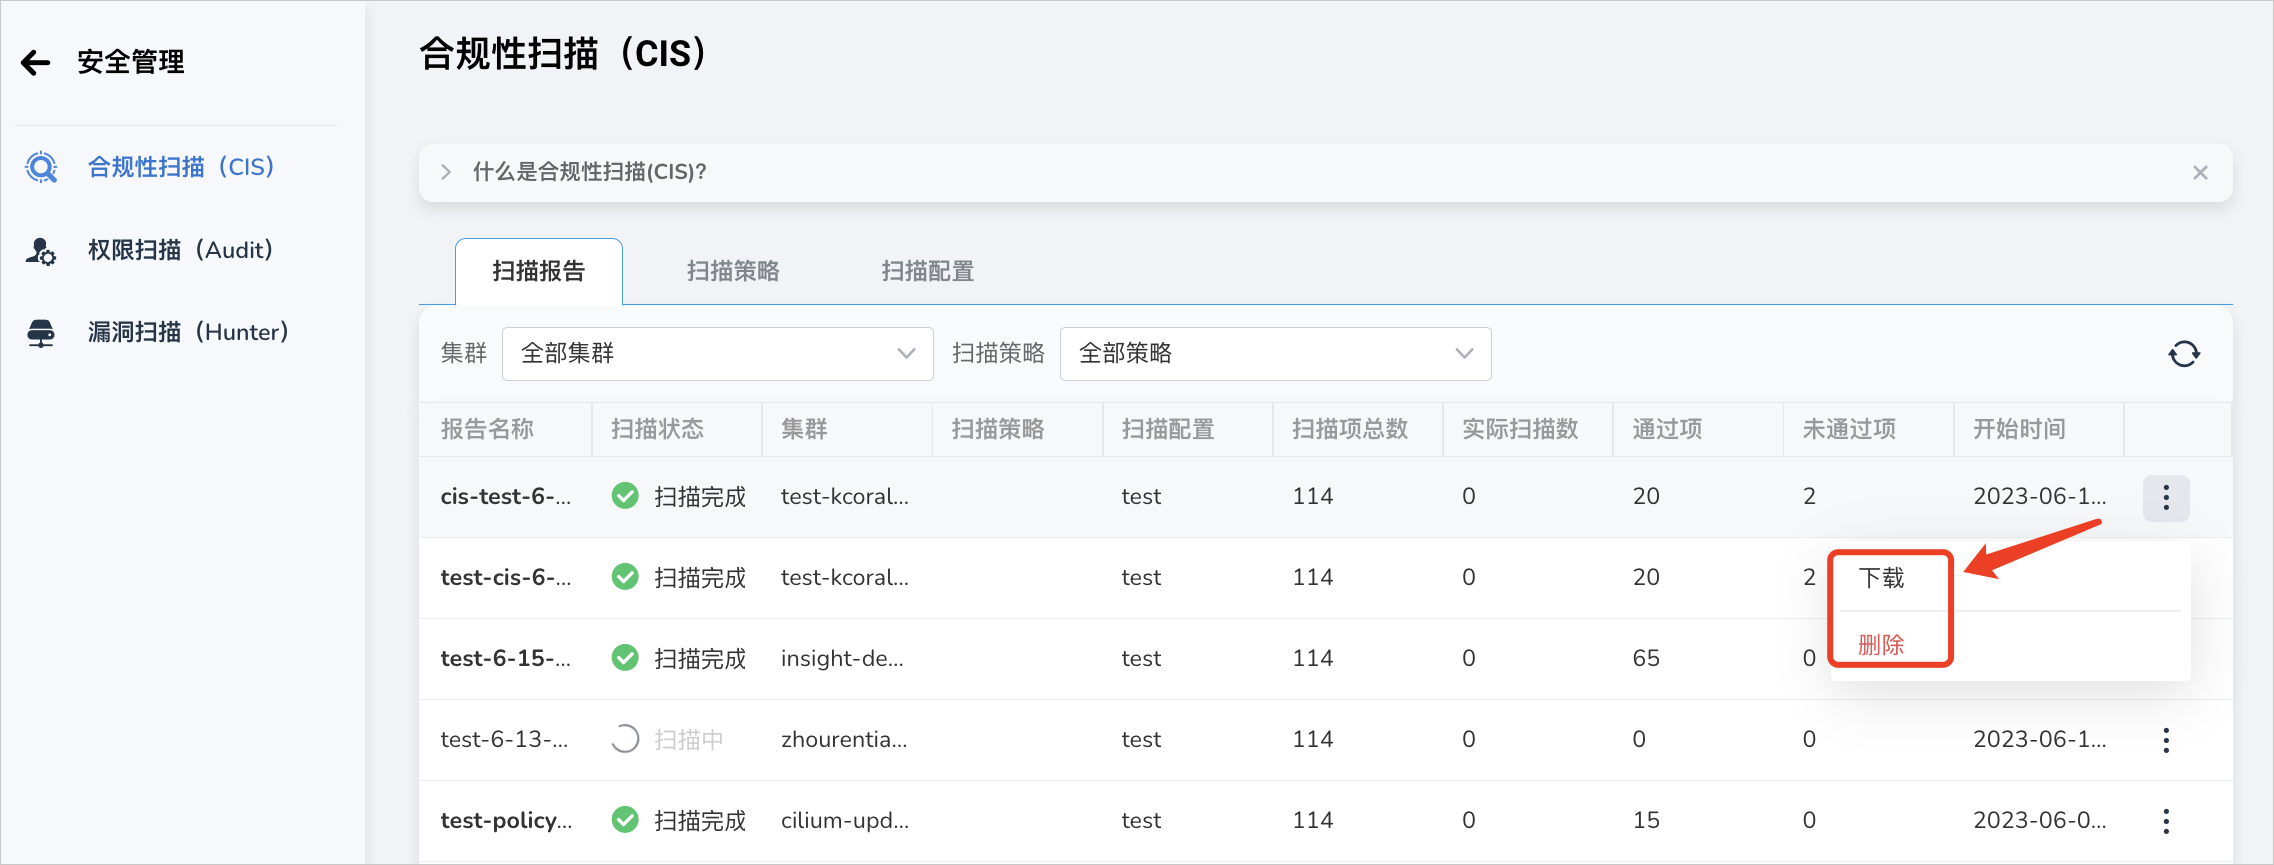 安全管理
合规性扫描（CIS）
权限扫描（Audit）
漏洞扫描（Hunter）
合规性扫描（CIS）
什么是合规性扫描(CIS)?
扫描报告 扫描策略 扫描配置
集群 全部集群 扫描策略 全部策略
报告名称 扫描状态 集群 扫描策略 扫描配置 扫描项总数 实际扫描数 通过项 未通过项 开始时间
cis-test-6-... 扫描完成 test-kcoral... test 114 0 20 2 2023-06-1...
test-cis-6-... 扫描完成 test-kcoral... test 114 0 20 2
下载
test-6-15-... 扫描完成 insight-de... test 114 0 65 0
删除
test-6-13-... 扫描中 zhourentia... test 114 0 0 0 2023-06-1...
test-policy... 扫描完成 cilium-upd... test 114 0 15 0 2023-06-0...